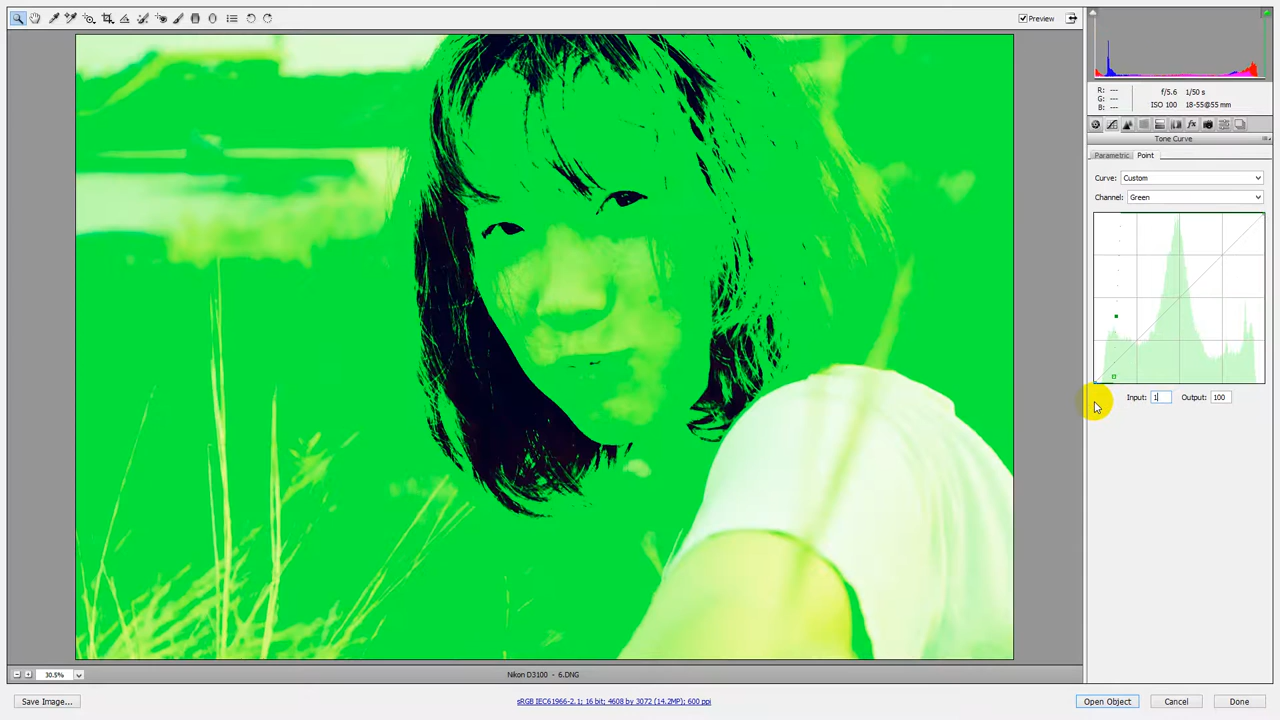 Preview
R: ---
G: ---
B: ---
f/5.6 1/50 s
ISO 100 18-55@55 mm
fx
Tone Curve
Parametric Point
Curve: Custom
Channel: Green
Input: 1 Output: 100
30.5%
Nikon D3100 - 6.DNG
Save Image...
sRGB IEC61966-2.1; 16 bit; 4608 by 3072 (14.2MP); 600 ppi
Open Object
Cancel
Done